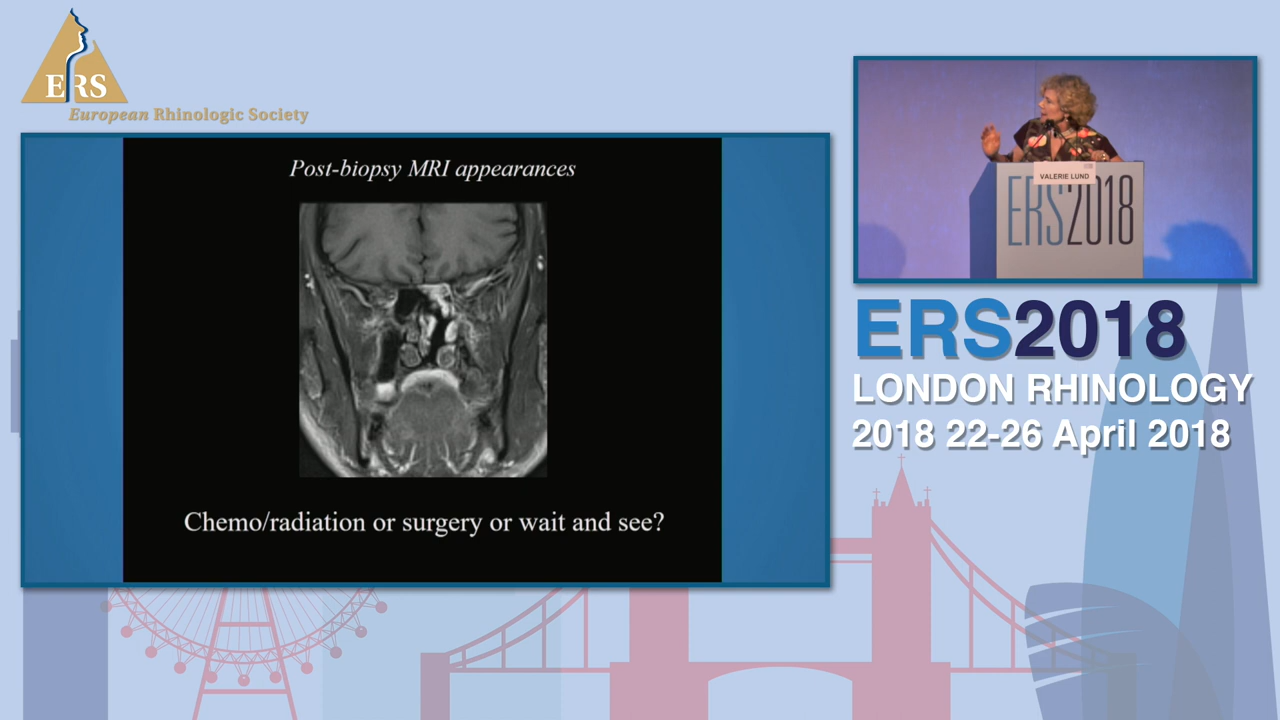 ERS
European Rhinologic Society
Post-biopsy MRI appearances
Chemo/radiation or surgery or wait and see?
VALERIE LUND
ERS2018
ERS2018
LONDON RHINOLOGY
2018 22-26 April 2018